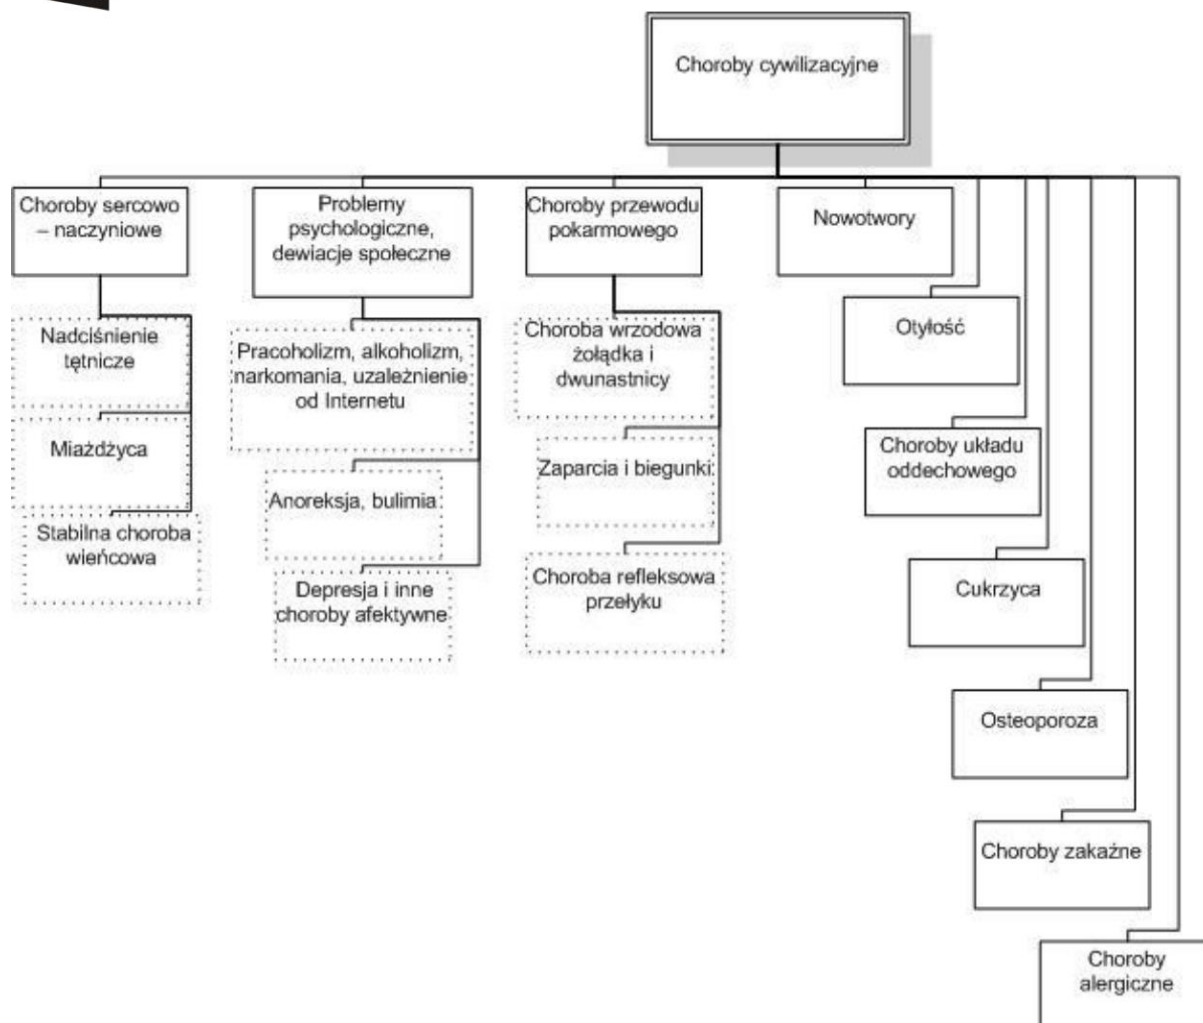 Choroby cywilizacyjne
Choroby sercowo
– naczyniowe
Nadciśnienie
tętnicze
Miażdżyca
Stabilna choroba
wieńcowa
Problemy
psychologiczne,
dewiacje społeczne
Pracoholizm, alkoholizm,
narkomania, uzależnienie
od Internetu
Anoreksja, bulimia
Depresja i inne
choroby afektywne
Choroby przewodu
pokarmowego
Choroba wrzodowa
żołądka i
dwunastnicy
Zaparcia i biegunki
Choroba refleksowa
przełyku
Nowotwory
Otyłość
Choroby układu
oddechowego
Cukrzyca
Osteoporoza
Choroby zakaźne
Choroby
alergiczne